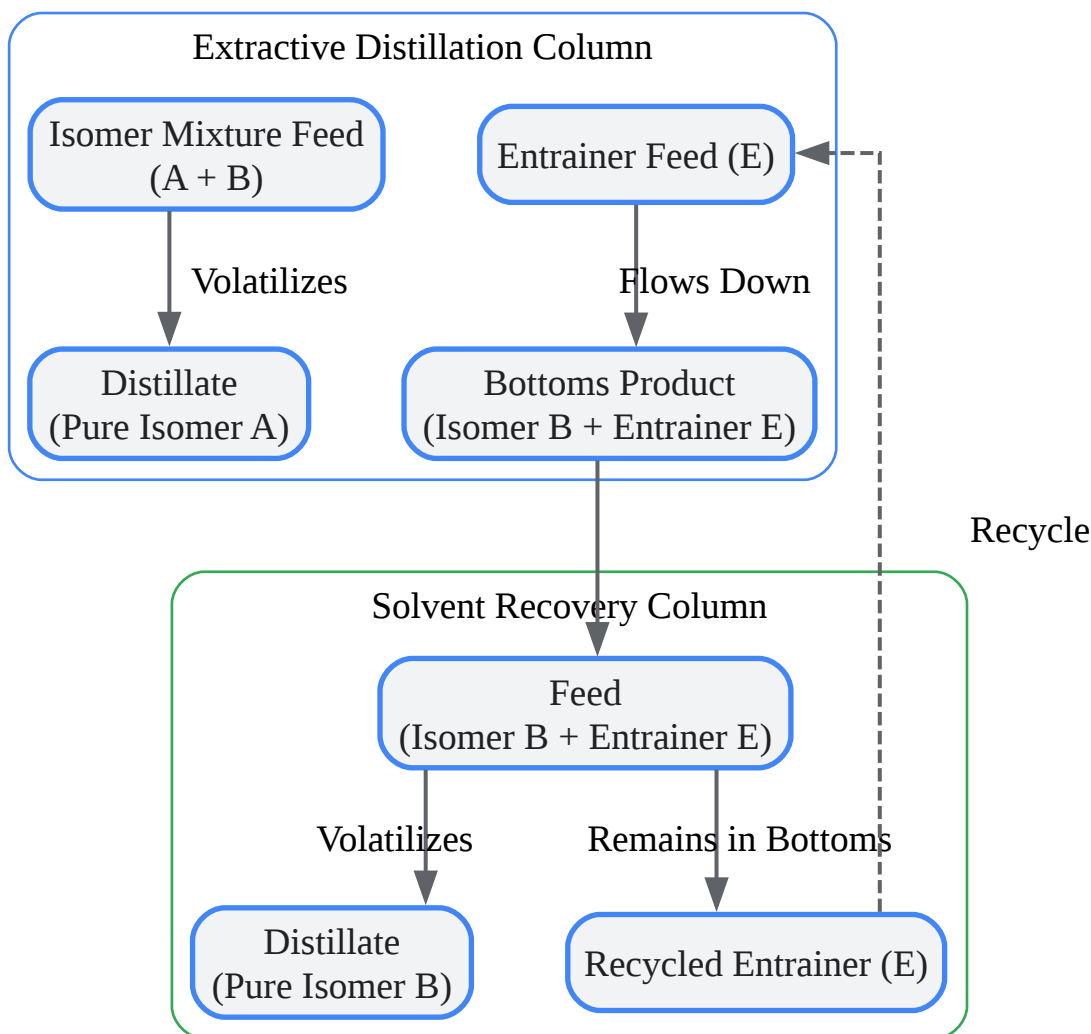 Extractive Distillation Column
Isomer Mixture Feed
(A + B)
Entrainer Feed (E)
Volatilizes
Flows Down
Distillate
(Pure Isomer A)
Bottoms Product
(Isomer B + Entrainer E)
Recycle
Solvent Recovery Column
Feed
(Isomer B + Entrainer E)
Volatilizes
Remains in Bottoms
Distillate
(Pure Isomer B)
Recycled Entrainer (E)